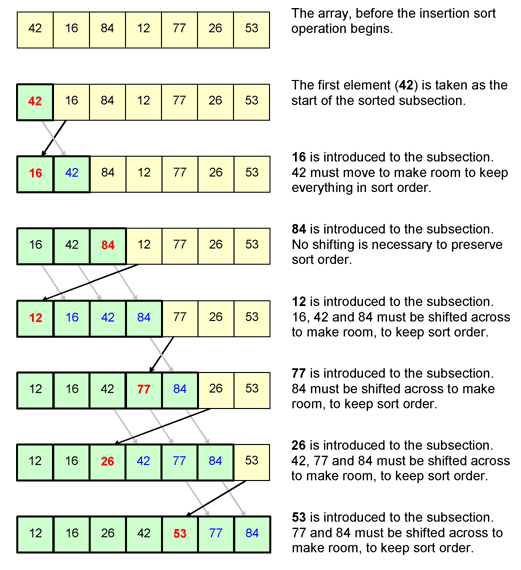 42 16 84 12 77 26 53
The array, before the insertion sort
operation begins.
42 16 84 12 77 26 53
The first element (42) is taken as the
start of the sorted subsection.
16 42 84 12 77 26 53
16 is introduced to the subsection.
42 must move to make room to keep
everything in sort order.
16 42 84 12 77 26 53
84 is introduced to the subsection.
No shifting is necessary to preserve
sort order.
12 16 42 84 77 26 53
12 is introduced to the subsection.
16, 42 and 84 must be shifted across
to make room, to keep sort order.
12 16 42 77 84 26 53
77 is introduced to the subsection.
84 must be shifted across to make
room, to keep sort order.
12 16 26 42 77 84 53
26 is introduced to the subsection.
42, 77 and 84 must be shifted across
to make room, to keep sort order.
12 16 26 42 53 77 84
53 is introduced to the subsection.
77 and 84 must be shifted across to
make room, to keep sort order.